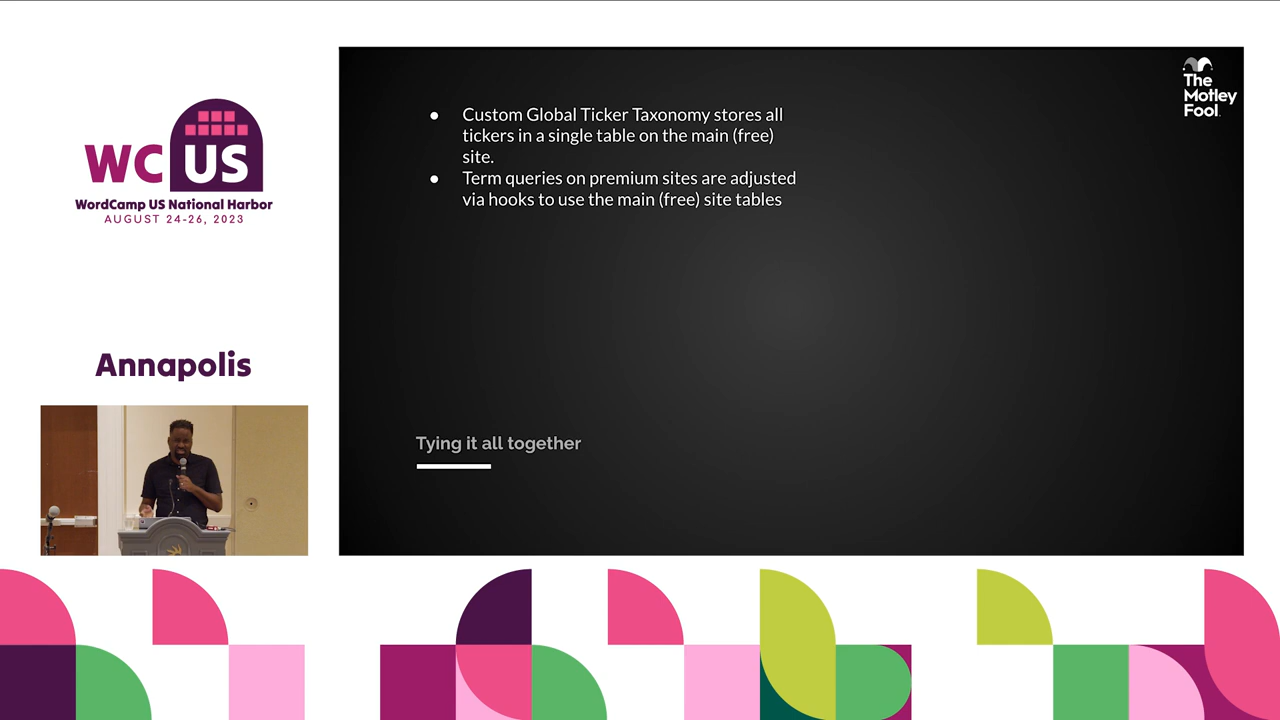 WC US
WordCamp US National Harbor
AUGUST 24-26, 2023
Annapolis
The
Motley
Fool.
● Custom Global Ticker Taxonomy stores all
tickers in a single table on the main (free)
site.
● Term queries on premium sites are adjusted
via hooks to use the main (free) site tables
Tying it all together